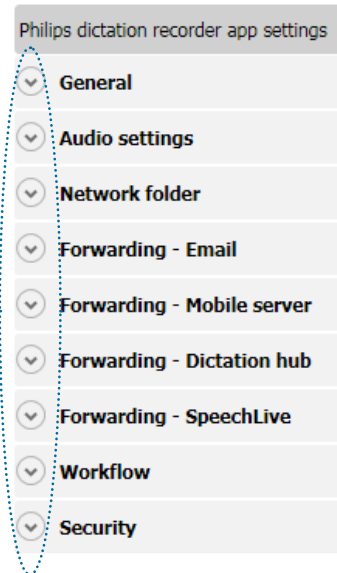 Philips dictation recorder app settings
General
Audio settings
Network folder
Forwarding - Email
Forwarding - Mobile server
Forwarding - Dictation hub
Forwarding - SpeechLive
Workflow
Security